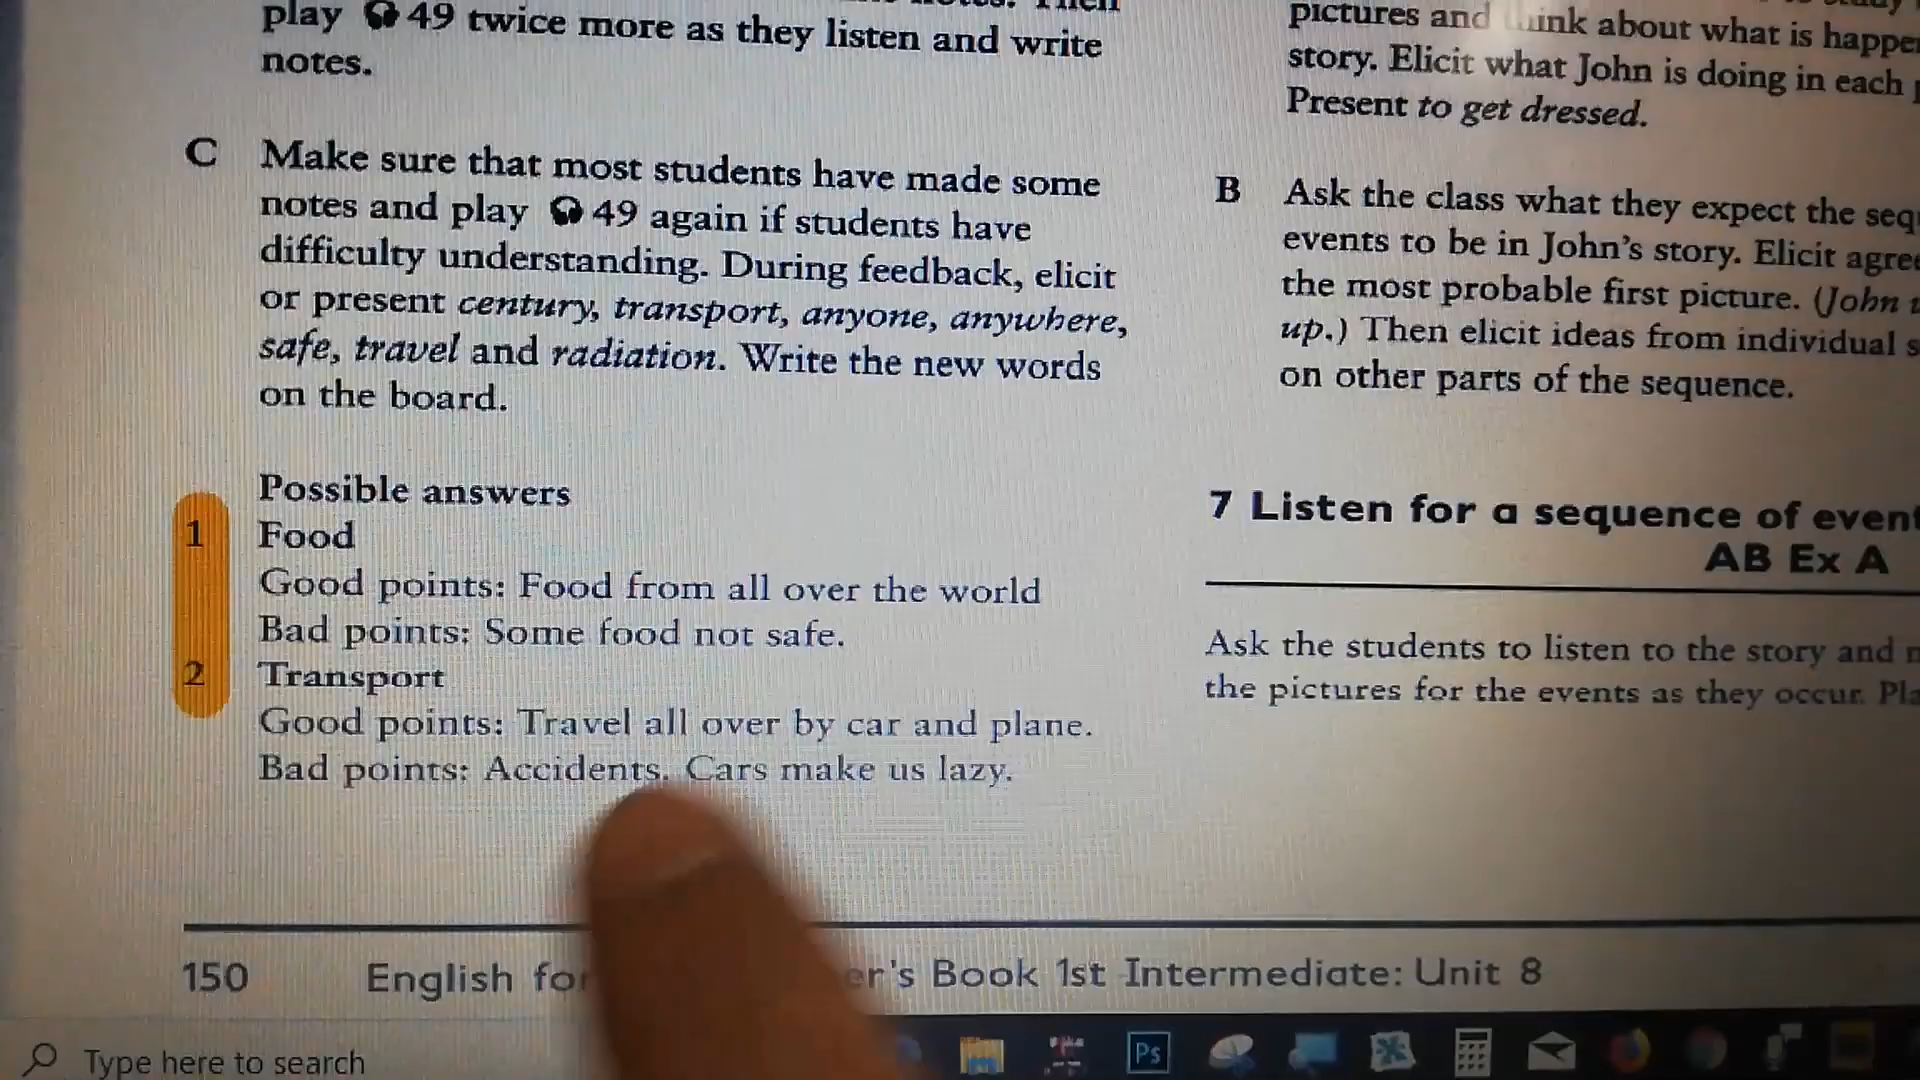 play 49 twice more as they listen and write
notes.
C Make sure that most students have made some
notes and play 49 again if students have
difficulty understanding. During feedback, elicit
or present century, transport, anyone, anywhere,
safe, travel and radiation. Write the new words
on the board.
Possible answers
1 Food
Good points: Food from all over the world
Bad points: Some food not safe.
2 Transport
Good points: Travel all over by car and plane.
Bad points: Accidents. Cars make us lazy.
pictures and think about what is
story. Elicit what John is doing in each
Present to get dressed.
B Ask the class what they expect the
events to be in John's story. Elicit
the most probable first picture. (John
up.) Then elicit ideas from individual
on other parts of the sequence.
7 Listen for a sequence of
AB Ex A
Ask the students to listen to the story and
the pictures for the events as they occur.
150 English Book 1st Intermediate: Unit 8
Type here to search
Ps